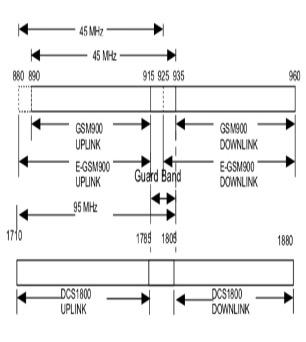 45 MHz
45 MHz
880 890 915 925 935 960
GSM900 GSM900
UPLINK DOWNLINK
E-GSM900 E-GSM900
UPLINK DOWNLINK
Guard Band
95 MHz
1710 1785 1805 1880
DCS1800 DCS1800
UPLINK DOWNLINK